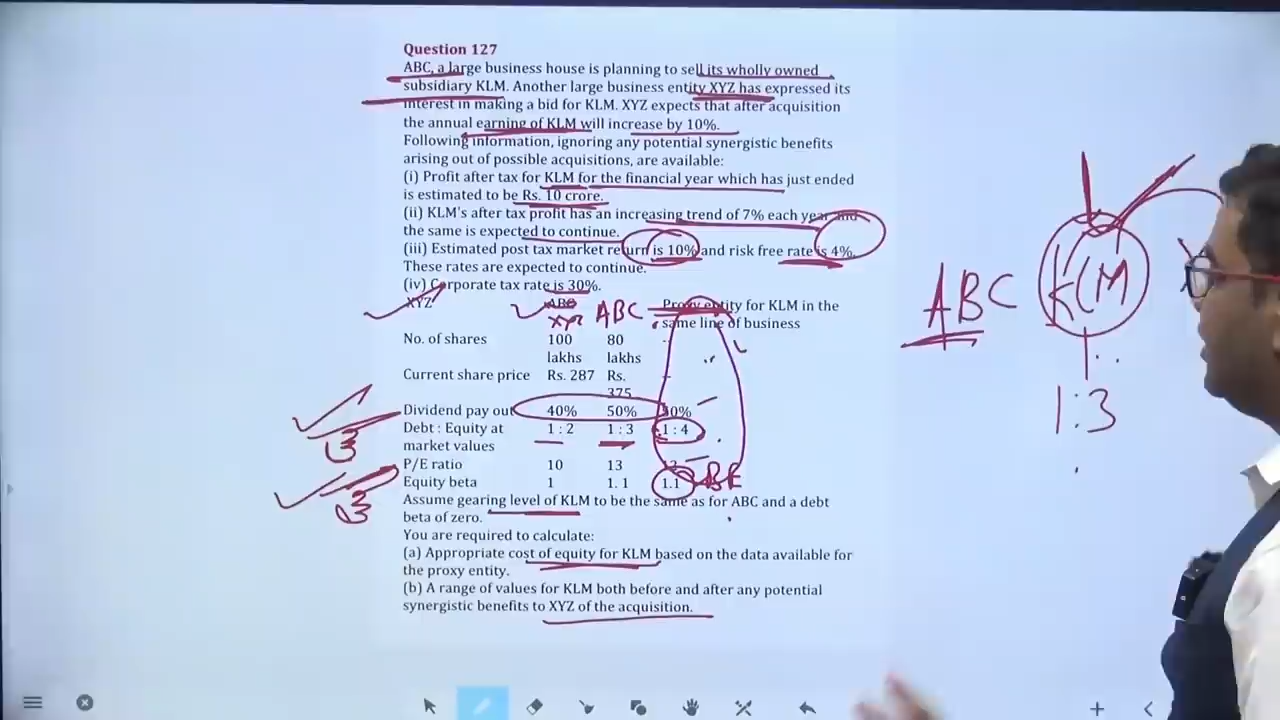 Question 127
ABC, a large business house is planning to sell its wholly owned
subsidiary KLM. Another large business entity XYZ has expressed its
interest in making a bid for KLM. XYZ expects that after acquisition
the annual earning of KLM will increase by 10%.
Following information, ignoring any potential synergistic benefits
arising out of possible acquisitions, are available:
(i) Profit after tax for KLM for the financial year which has just ended
is estimated to be Rs. 10 crore.
(ii) KLM's after tax profit has an increasing trend of 7% each year and
the same is expected to continue.
(iii) Estimated post tax market return is 10% and risk free rate is 4%.
These rates are expected to continue.
(iv) Corporate tax rate is 30%.
XYZ ABC Proxy entity for KLM in the
XYZ ABC same line of business
No. of shares 100 80 --
lakhs lakhs
Current share price Rs. 287 Rs.
375
Dividend pay out 40% 50% 50%
Debt : Equity at 1 : 2 1 : 3 1 : 4
market values
P/E ratio 10 13
Equity beta 1 1.1 1.1
Assume gearing level of KLM to be the same as for ABC and a debt
beta of zero.
You are required to calculate:
(a) Appropriate cost of equity for KLM based on the data available for
the proxy entity.
(b) A range of values for KLM both before and after any potential
synergistic benefits to XYZ of the acquisition.
ABC KLM
1:3